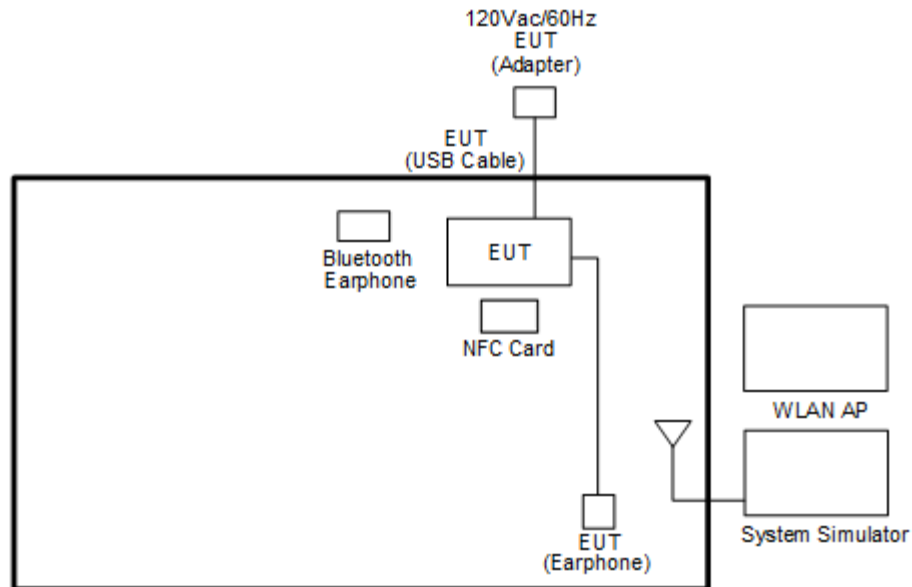 120Vac/60Hz
EUT
(Adapter)
EUT
(USB Cable)
Bluetooth
Earphone
EUT
NFC Card
WLAN AP
System Simulator
EUT
(Earphone)